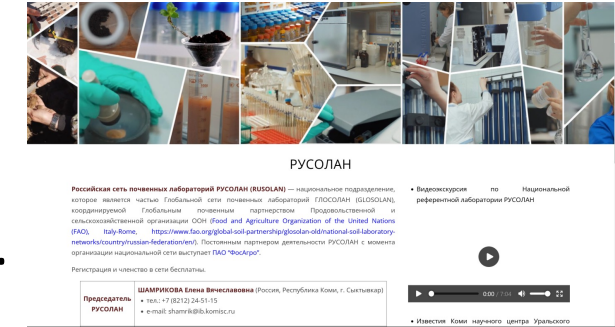 РУСОЛАН
Российская сеть почвенных лабораторий РУСОЛАН (RUSOLAN) — национальное подразделение,
которое является частью Глобальной сети почвенных лабораторий ГЛОСОЛАН (GLOSOLAN),
координируемой Глобальным почвенным партнерством Продовольственной и
сельскохозяйственной организации ООН (Food and Agriculture Organization of the United Nations
(FAO), Italy-Rome, https://www.fao.org/global-soil-partnership/glosolan-old/national-soil-laboratory-
networks/country/russian-federation/en/). Постоянным партнером деятельности РУСОЛАН с момента
организации национальной сети выступает ПАО "ФосАгро".
Регистрация и членство в сети бесплатны.
Председатель
РУСОЛАН
ШАМРИКОВА Елена Вячеславовна (Россия, Республика Коми, г. Сыктывкар)
• тел.: +7 (8212) 24-51-15
• e-mail: shamrik@ib.komisc.ru
• Видеоэкскурсия по Национальной
референтной лаборатории РУСОЛАН
0:00 / 7:04
• Известия Коми научного центра Уральского